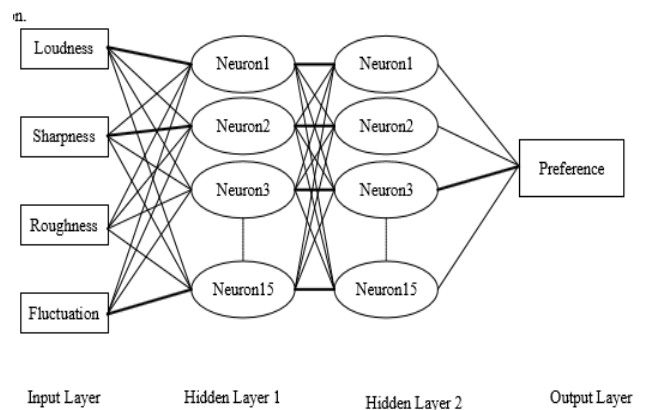 on.
Loudness
Sharpness
Roughness
Fluctuation
Neuron1
Neuron2
Neuron3
Neuron15
Neuron1
Neuron2
Neuron3
Neuron15
Preference
Input Layer
Hidden Layer 1
Hidden Layer 2
Output Layer